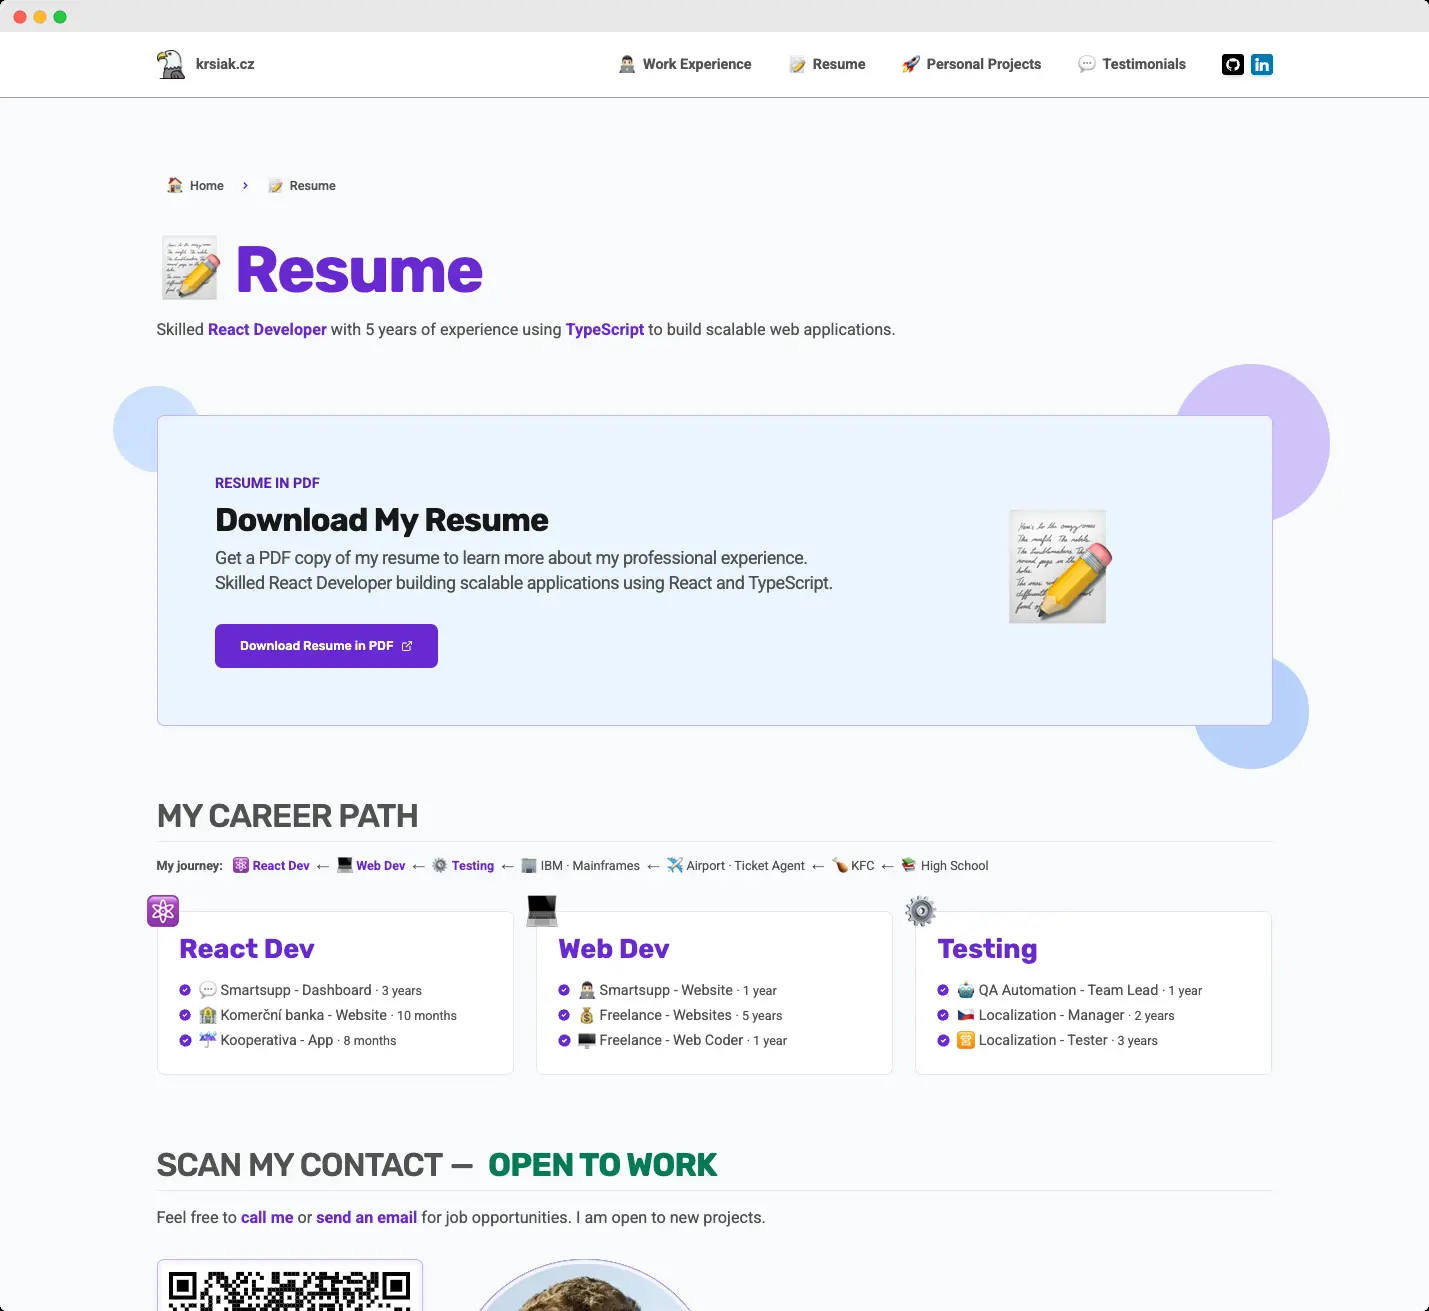 krsiak.cz
Work Experience
Resume
Personal Projects
Testimonials
in
Home
Resume
Resume
Skilled React Developer with 5 years of experience using TypeScript to build scalable web applications.
RESUME IN PDF
Download My Resume
Get a PDF copy of my resume to learn more about my professional experience.
Skilled React Developer building scalable applications using React and TypeScript.
Download Resume in PDF
MY CAREER PATH
My journey: React Dev ← Web Dev ← Testing ← IBM · Mainframes ← Airport · Ticket Agent ← KFC ← High School
React Dev
Smartsupp - Dashboard · 3 years
Komerční banka - Website · 10 months
Kooperativa - App · 8 months
Web Dev
Smartsupp - Website · 1 year
Freelance - Websites · 5 years
Freelance - Web Coder · 1 year
Testing
QA Automation - Team Lead · 1 year
Localization - Manager · 2 years
Localization - Tester · 3 years
SCAN MY CONTACT — OPEN TO WORK
Feel free to call me or send an email for job opportunities. I am open to new projects.